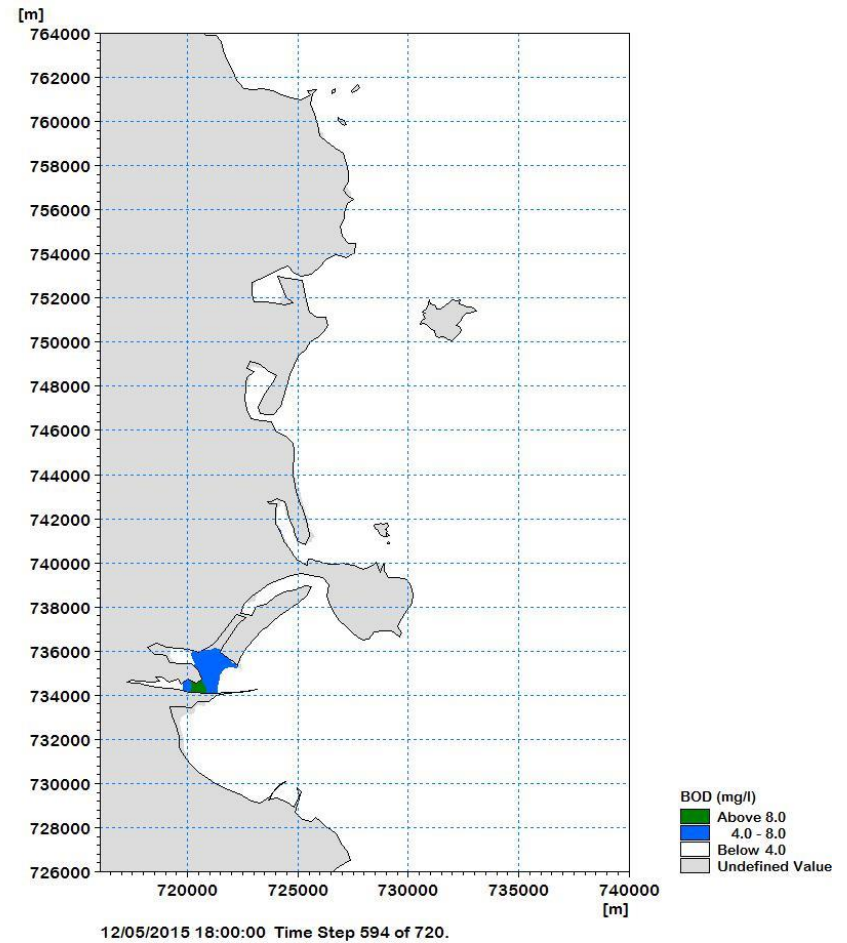 [m]
764000
762000
760000
758000
756000
754000
752000
750000
748000
746000
744000
742000
740000
738000
736000
734000
732000
730000
728000
726000
720000 725000 730000 735000 740000
[m]
BOD (mg/l)
Above 8.0
4.0 - 8.0
Below 4.0
Undefined Value
12/05/2015 18:00:00 Time Step 594 of 720.